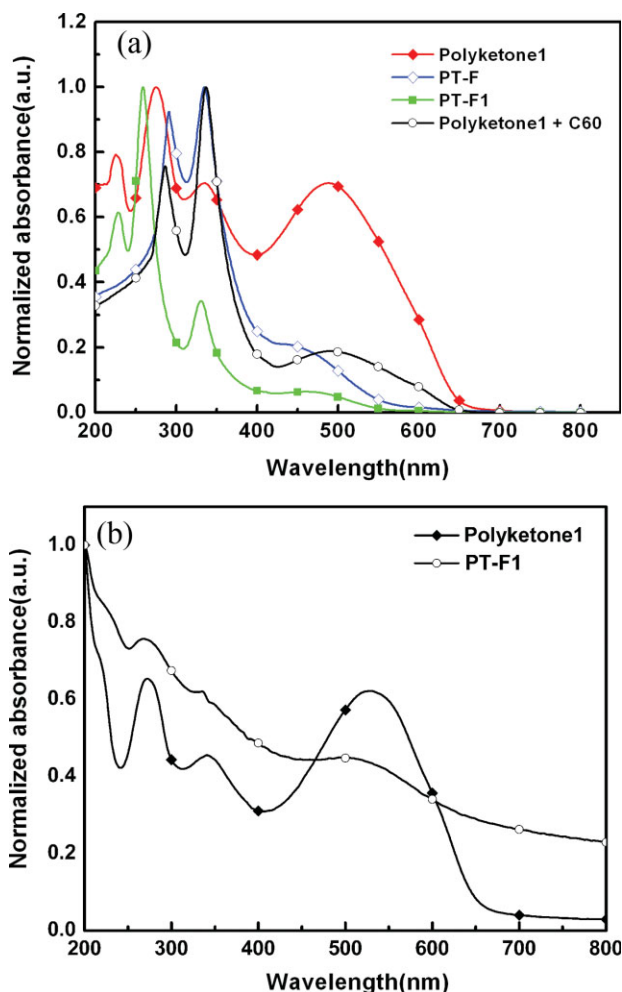 (a)
Polyketone1
PT-F
PT-F1
Polyketone1 + C60
Normalized absorbance(a.u.)
1.2
1.0
0.8
0.6
0.4
0.2
0.0
200 300 400 500 600 700 800
Wavelength(nm)
(b)
Polyketone1
PT-F1
Normalized absorbance(a.u.)
1.0
0.8
0.6
0.4
0.2
0.0
200 300 400 500 600 700 800
Wavelength(nm)